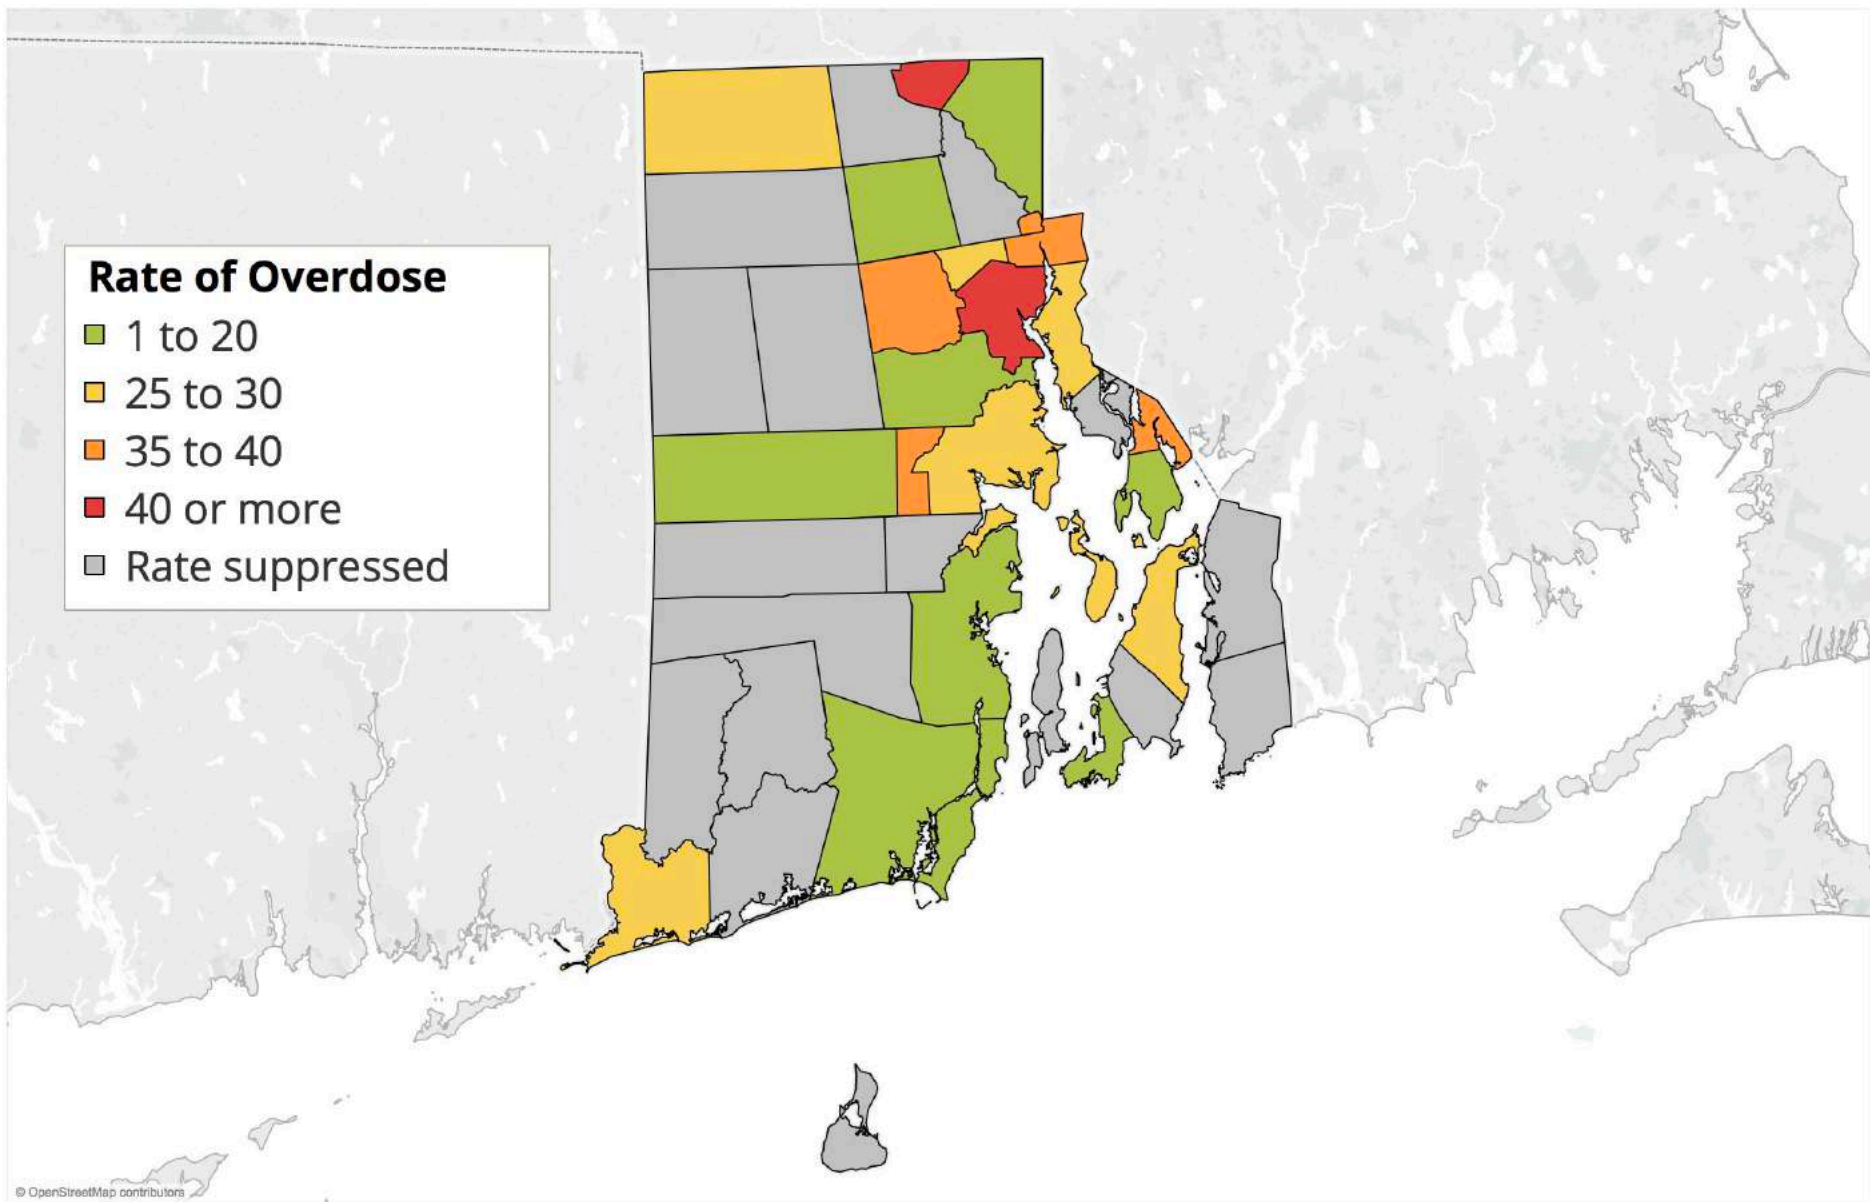 Rate of Overdose
1 to 20
25 to 30
35 to 40
40 or more
Rate suppressed
© OpenStreetMap contributors